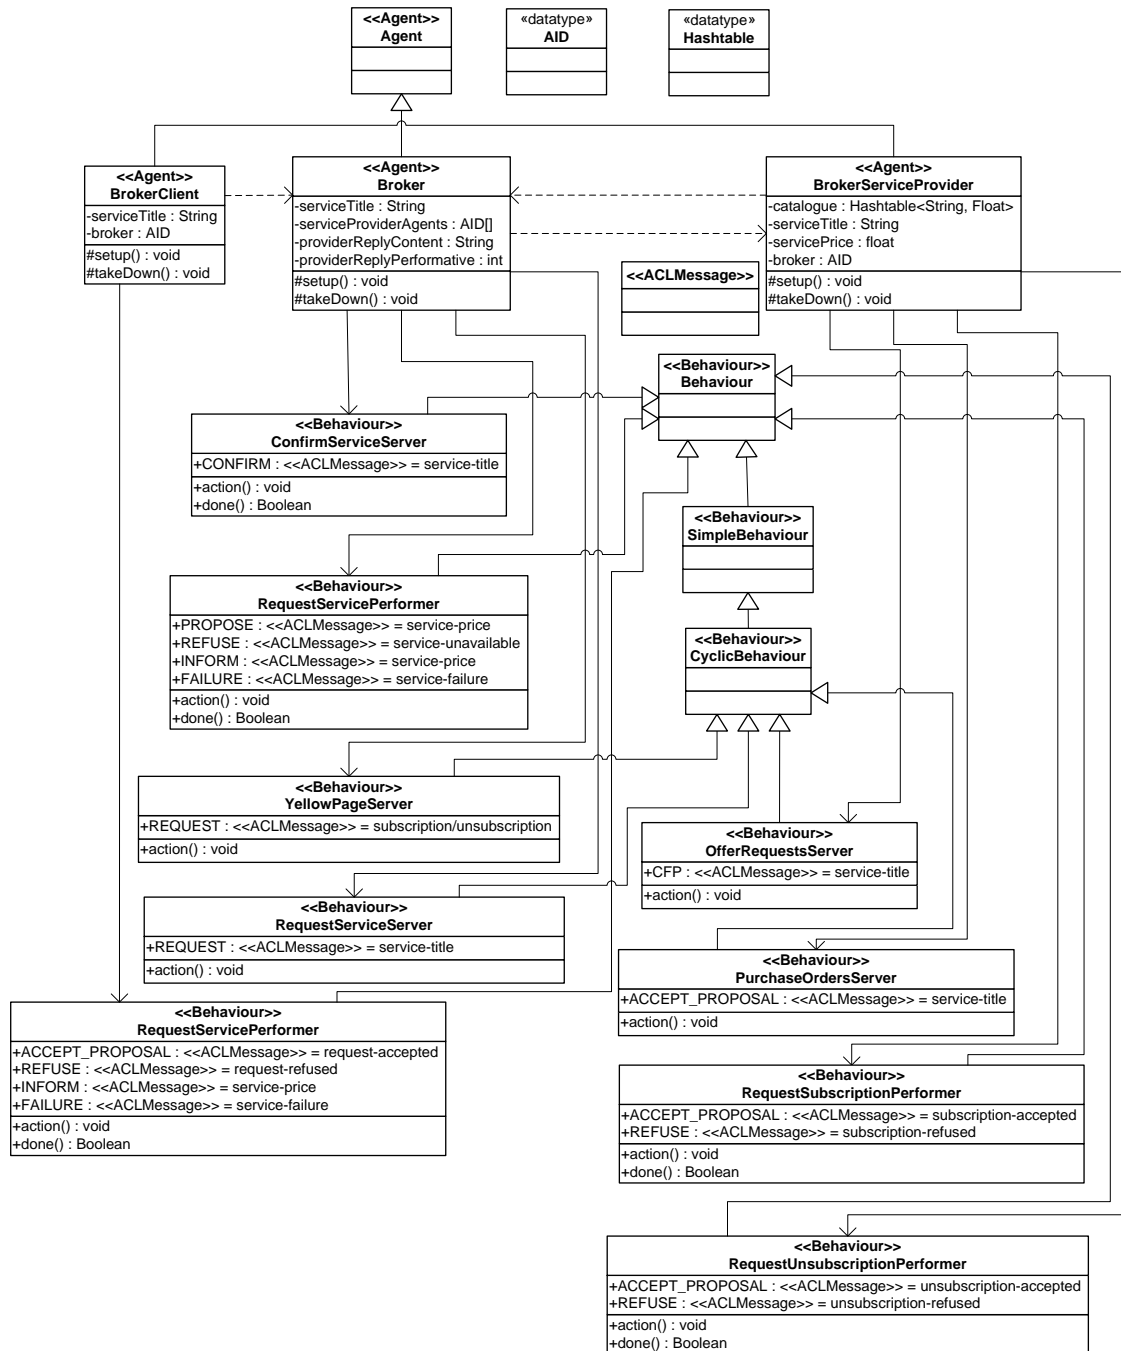 <<Agent>>
Agent
«datatype»
AID
«datatype»
Hashtable
<<Agent>>
BrokerClient
-serviceTitle : String
-broker : AID
#setup() : void
#takeDown() : void
<<Agent>>
Broker
-serviceTitle : String
-serviceProviderAgents : AID[]
-providerReplyContent : String
-providerReplyPerformative : int
#setup() : void
#takeDown() : void
<<Agent>>
BrokerServiceProvider
-catalogue : Hashtable<String, Float>
-serviceTitle : String
-servicePrice : float
-broker : AID
#setup() : void
#takeDown() : void
<<ACLMessage>>
<<Behaviour>>
Behaviour
<<Behaviour>>
ConfirmServiceServer
+CONFIRM : <<ACLMessage>> = service-title
+action() : void
+done() : Boolean
<<Behaviour>>
SimpleBehaviour
<<Behaviour>>
RequestServicePerformer
+PROPOSE : <<ACLMessage>> = service-price
+REFUSE : <<ACLMessage>> = service-unavailable
+INFORM : <<ACLMessage>> = service-price
+FAILURE : <<ACLMessage>> = service-failure
+action() : void
+done() : Boolean
<<Behaviour>>
CyclicBehaviour
<<Behaviour>>
YellowPageServer
+REQUEST : <<ACLMessage>> = subscription/unsubscription
+action() : void
<<Behaviour>>
OfferRequestsServer
+CFP : <<ACLMessage>> = service-title
+action() : void
<<Behaviour>>
RequestServiceServer
+REQUEST : <<ACLMessage>> = service-title
+action() : void
<<Behaviour>>
PurchaseOrdersServer
+ACCEPT_PROPOSAL : <<ACLMessage>> = service-title
+action() : void
<<Behaviour>>
RequestServicePerformer
+ACCEPT_PROPOSAL : <<ACLMessage>> = request-accepted
+REFUSE : <<ACLMessage>> = request-refused
+INFORM : <<ACLMessage>> = service-price
+FAILURE : <<ACLMessage>> = service-failure
+action() : void
+done() : Boolean
<<Behaviour>>
RequestSubscriptionPerformer
+ACCEPT_PROPOSAL : <<ACLMessage>> = subscription-accepted
+REFUSE : <<ACLMessage>> = subscription-refused
+action() : void
+done() : Boolean
<<Behaviour>>
RequestUnsubscriptionPerformer
+ACCEPT_PROPOSAL : <<ACLMessage>> = unsubscription-accepted
+REFUSE : <<ACLMessage>> = unsubscription-refused
+action() : void
+done() : Boolean